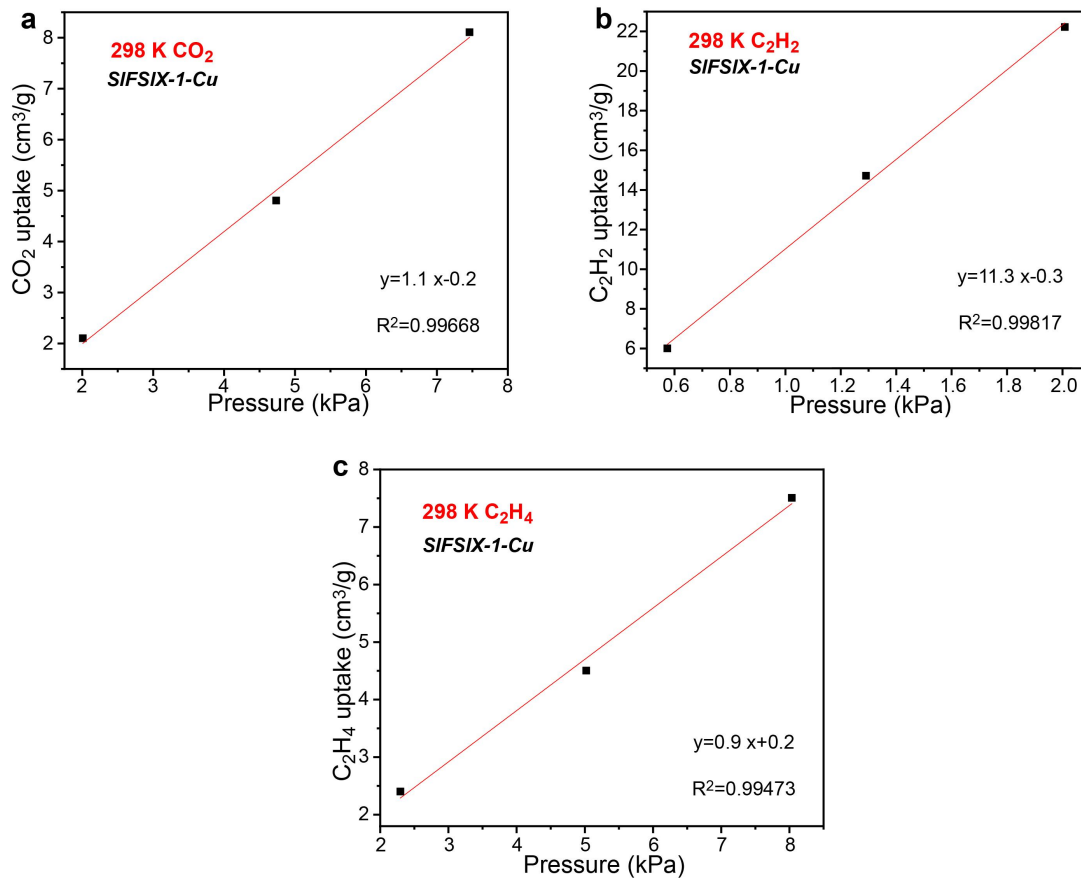 a
298 K CO₂
SIFSIX-1-Cu
CO₂ uptake (cm³/g)
8
7
6
5
4
3
2
y=1.1 x-0.2
R²=0.99668
2 3 4 5 6 7 8
Pressure (kPa)
b
298 K C₂H₂
SIFSIX-1-Cu
C₂H₂ uptake (cm³/g)
22
20
18
16
14
12
10
8
6
y=11.3 x-0.3
R²=0.99817
0.6 0.8 1.0 1.2 1.4 1.6 1.8 2.0
Pressure (kPa)
c
298 K C₂H₄
SIFSIX-1-Cu
C₂H₄ uptake (cm³/g)
8
7
6
5
4
3
2
y=0.9 x+0.2
R²=0.99473
2 3 4 5 6 7 8
Pressure (kPa)